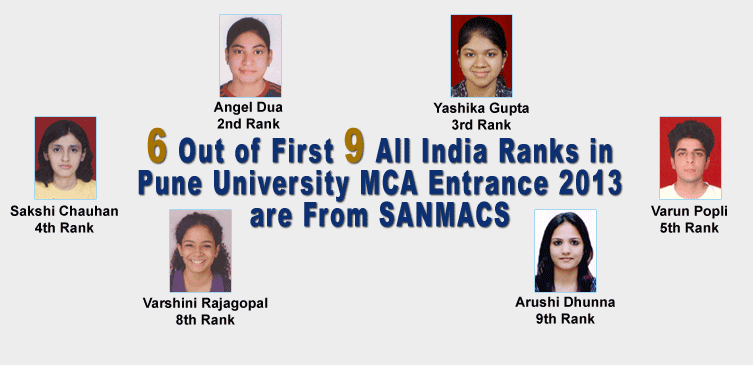 Angel Dua
2nd Rank
Yashika Gupta
3rd Rank
6 Out of First 9 All India Ranks in
Pune University MCA Entrance 2013
are From SANMACS
Sakshi Chauhan
4th Rank
Varun Popli
5th Rank
Varshini Rajagopal
8th Rank
Arushi Dhunna
9th Rank